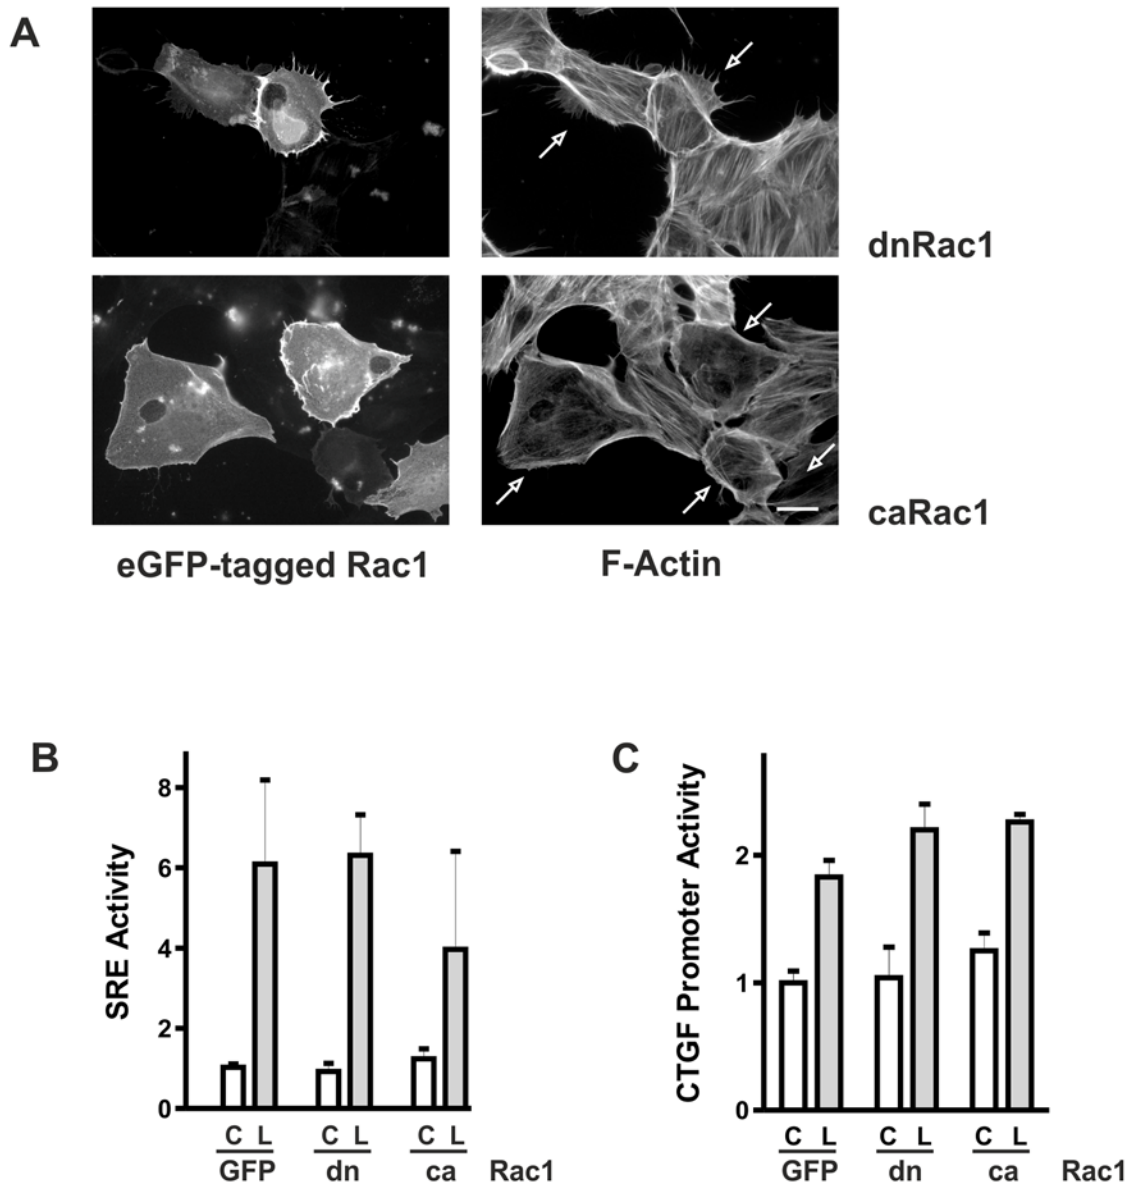 A
dnRac1
caRac1
eGFP-tagged Rac1
F-Actin
B
SRE Activity
8
6
4
2
0
C L
C L
C L
GFP
dn
ca
Rac1
C
CTGF Promoter Activity
2
1
0
C L
C L
C L
GFP
dn
ca
Rac1